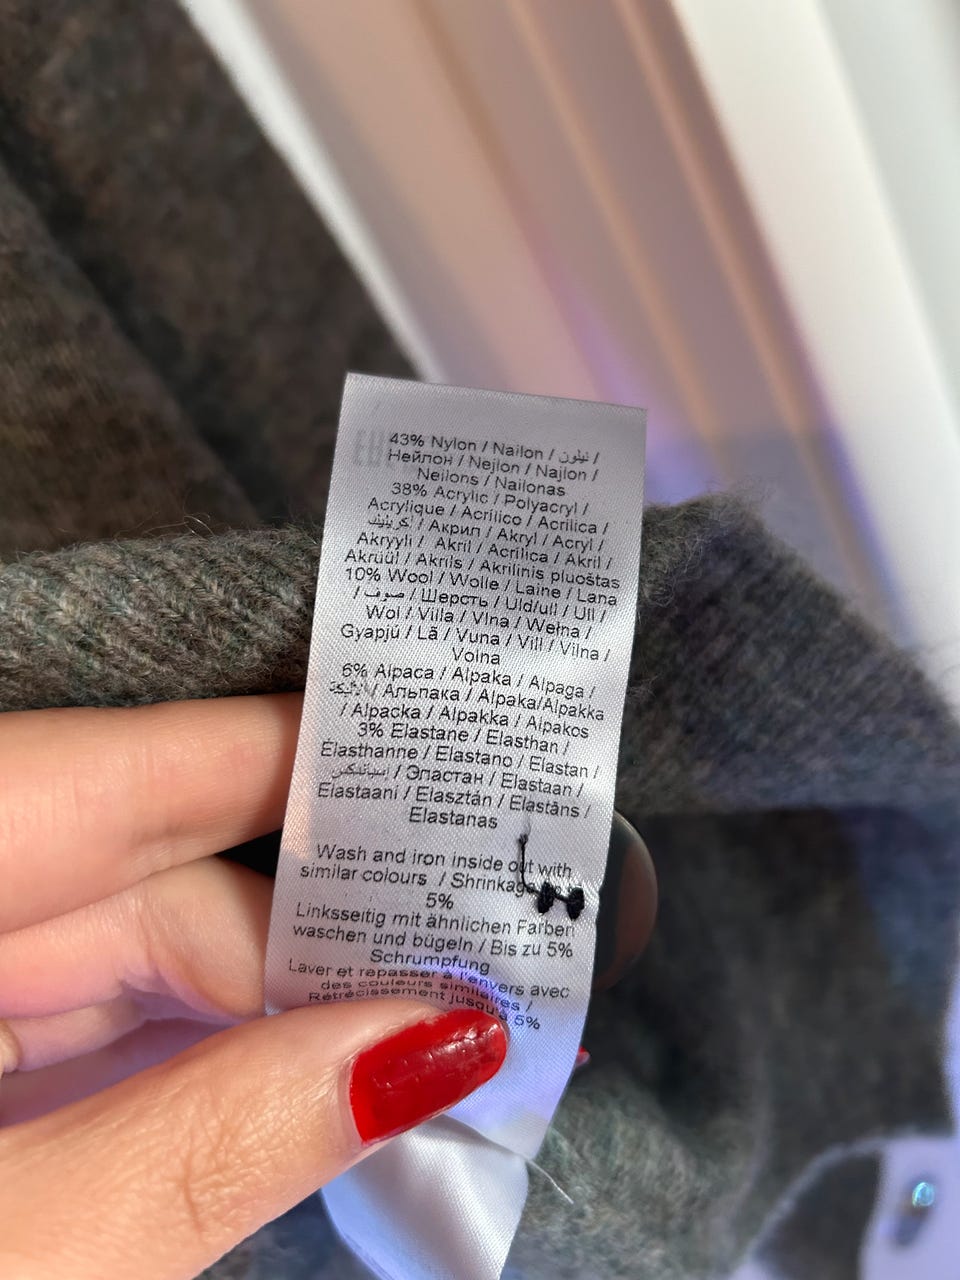 43% Nylon / Nailon / نيلون /
Нейлон / Nejlon / Najlon /
Neilons / Nailonas
38% Acrylic / Polyacryl /
Acrylique / Acrílico / Acrilica /
أكريليك / Акрил / Akryl / Acryl /
Akryyli / Akril / Acrilica / Akril /
Akrüül / Akrils / Akrilinis pluoštas
10% Wool / Wolle / Laine / Lana
/ صوف / Шерсть / Uld/ull / Ull /
Wol / Villa / Vlna / Wełna /
Gyapjú / Lâ / Vuna / Vill / Vilna /
Volna
6% Alpaca / Alpaka / Alpaga /
/ Альпака / Alpaka/Alpakka
/ Alpacka / Alpakka / Alpakos
3% Elastane / Elasthan /
Elasthanne / Elastano / Elastan /
/ Эластан / Elastaan /
Elastaani / Elasztán / Elastāns /
Elastanas
Wash and iron inside out with
similar colours / Shrinkage
5%
Linksseitig mit ähnlichen Farben
waschen und bügeln / Bis zu 5%
Schrumpfung
Laver et repasser à l'envers avec
des couleurs similaires /
Rétrécissement jusqu'à 5%